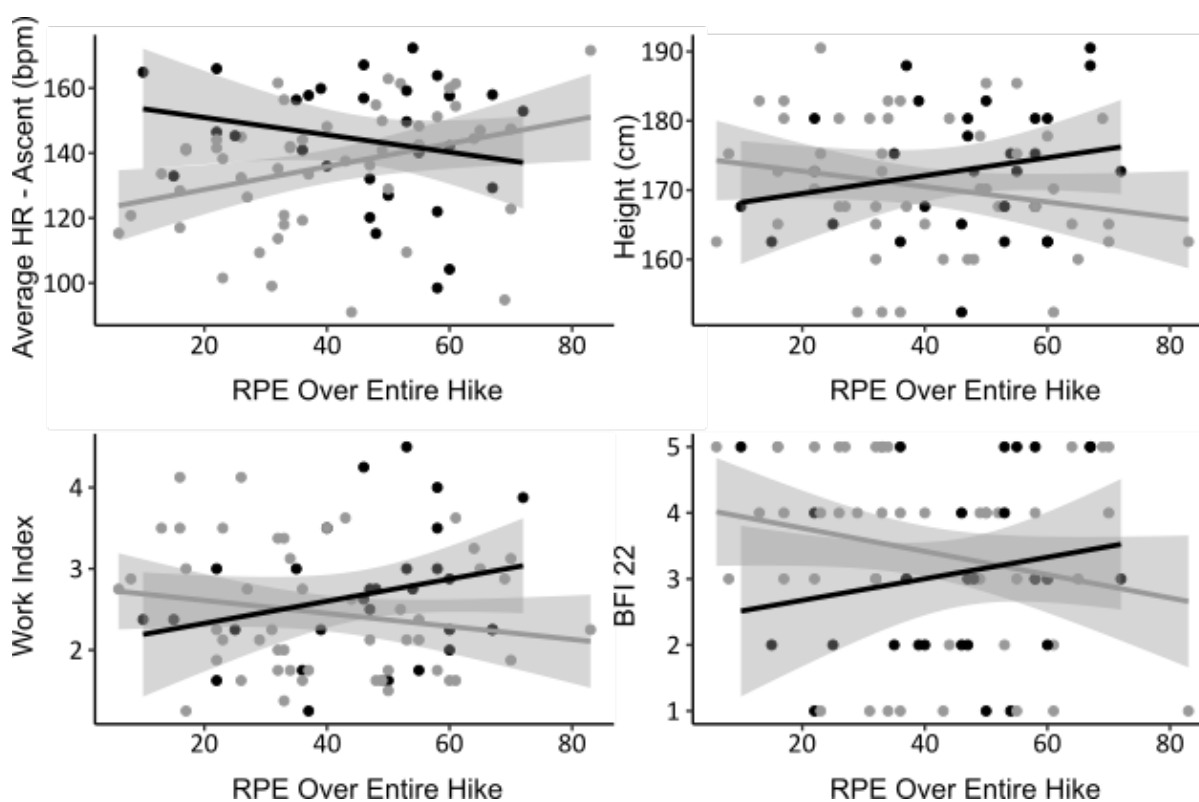 Average HR - Ascent (bpm)
160
140
120
100
20 40 60 80
RPE Over Entire Hike
Height (cm)
190
180
170
160
20 40 60 80
RPE Over Entire Hike
Work Index
4
3
2
20 40 60 80
RPE Over Entire Hike
BFI 22
5
4
3
2
1
20 40 60 80
RPE Over Entire Hike